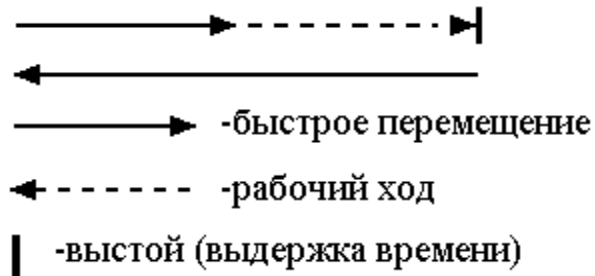 -быстрое перемещение
-рабочий ход
-выстой (выдержка времени)